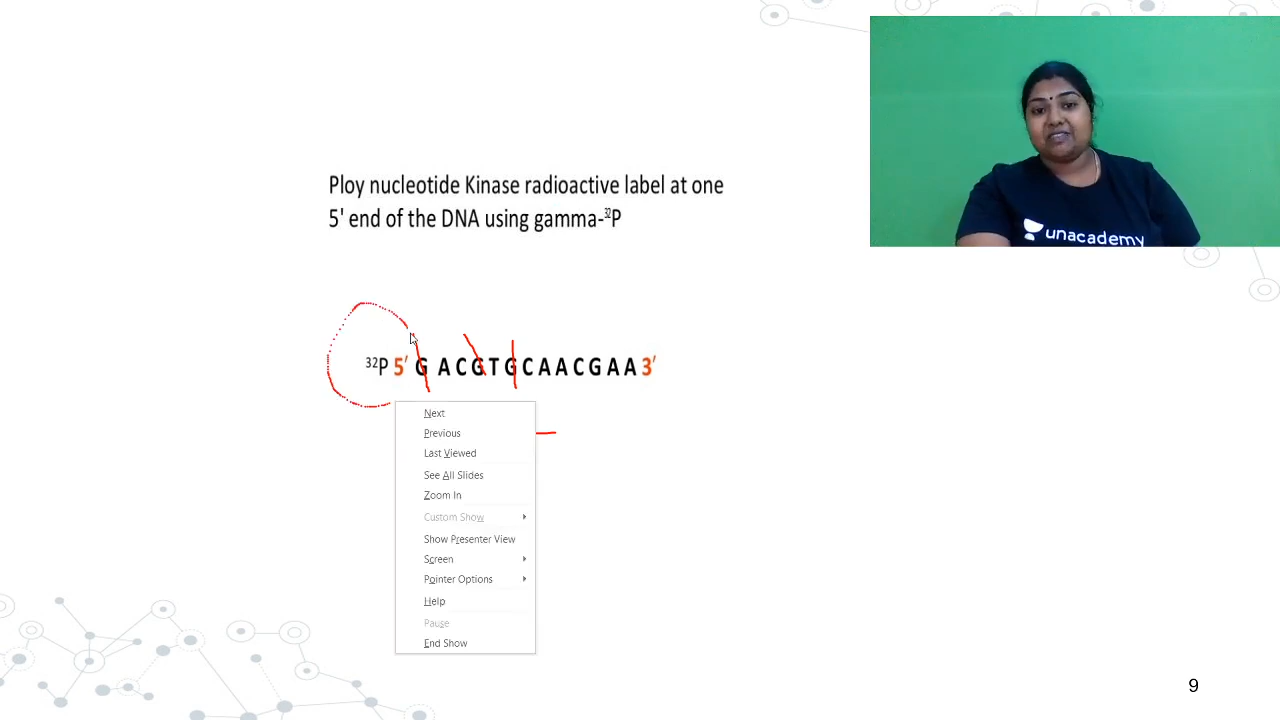 Ploy nucleotide Kinase radioactive label at one
5' end of the DNA using gamma-³²P
unacademy
³²P 5′ G ACGTGCAACGAA 3′
Next
Previous
Last Viewed
See All Slides
Zoom In
Custom Show
Show Presenter View
Screen
Pointer Options
Help
Pause
End Show
9